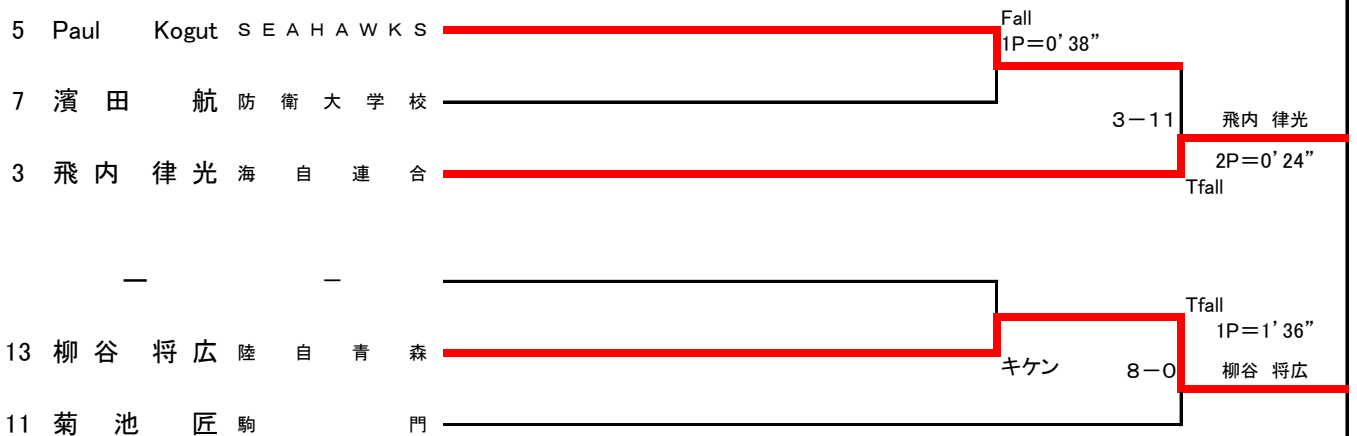 5 Paul Kogut ＳＥＡＨＡＷＫＳ
Fall
1P＝0’38”
7 濱田 航 防衛大学校
3－11
飛内 律光
3 飛内 律光 海自連合
2P＝0’24”
Tfall
－ －
Tfall
1P＝1’36”
13 柳谷 将広 陸自青森
キケン
8－0
柳谷 将広
11 菊池 匠 駒門